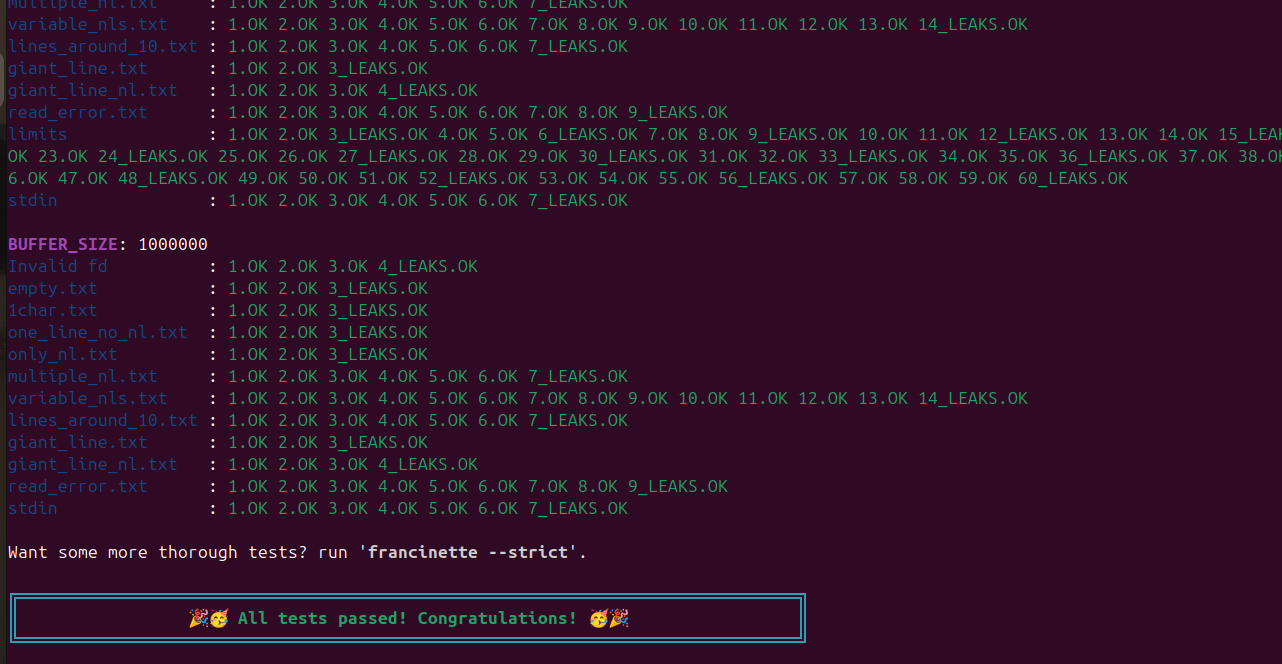 multiple_nl.txt     : 1.OK 2.OK 3.OK 4.OK 5.OK 6.OK 7_LEAKS.OK
variable_nls.txt    : 1.OK 2.OK 3.OK 4.OK 5.OK 6.OK 7.OK 8.OK 9.OK 10.OK 11.OK 12.OK 13.OK 14_LEAKS.OK
lines_around_10.txt : 1.OK 2.OK 3.OK 4.OK 5.OK 6.OK 7_LEAKS.OK
giant_line.txt      : 1.OK 2.OK 3_LEAKS.OK
giant_line_nl.txt   : 1.OK 2.OK 3.OK 4_LEAKS.OK
read_error.txt      : 1.OK 2.OK 3.OK 4.OK 5.OK 6.OK 7.OK 8.OK 9_LEAKS.OK
limits              : 1.OK 2.OK 3_LEAKS.OK 4.OK 5.OK 6_LEAKS.OK 7.OK 8.OK 9_LEAKS.OK 10.OK 11.OK 12_LEAKS.OK 13.OK 14.OK 15_LEAK
OK 23.OK 24_LEAKS.OK 25.OK 26.OK 27_LEAKS.OK 28.OK 29.OK 30_LEAKS.OK 31.OK 32.OK 33_LEAKS.OK 34.OK 35.OK 36_LEAKS.OK 37.OK 38.O
6.OK 47.OK 48_LEAKS.OK 49.OK 50.OK 51.OK 52_LEAKS.OK 53.OK 54.OK 55.OK 56_LEAKS.OK 57.OK 58.OK 59.OK 60_LEAKS.OK
stdin               : 1.OK 2.OK 3.OK 4.OK 5.OK 6.OK 7_LEAKS.OK
BUFFER_SIZE: 1000000
Invalid fd          : 1.OK 2.OK 3.OK 4_LEAKS.OK
empty.txt           : 1.OK 2.OK 3_LEAKS.OK
1char.txt           : 1.OK 2.OK 3_LEAKS.OK
one_line_no_nl.txt  : 1.OK 2.OK 3_LEAKS.OK
only_nl.txt         : 1.OK 2.OK 3_LEAKS.OK
multiple_nl.txt     : 1.OK 2.OK 3.OK 4.OK 5.OK 6.OK 7_LEAKS.OK
variable_nls.txt    : 1.OK 2.OK 3.OK 4.OK 5.OK 6.OK 7.OK 8.OK 9.OK 10.OK 11.OK 12.OK 13.OK 14_LEAKS.OK
lines_around_10.txt : 1.OK 2.OK 3.OK 4.OK 5.OK 6.OK 7_LEAKS.OK
giant_line.txt      : 1.OK 2.OK 3_LEAKS.OK
giant_line_nl.txt   : 1.OK 2.OK 3.OK 4_LEAKS.OK
read_error.txt      : 1.OK 2.OK 3.OK 4.OK 5.OK 6.OK 7.OK 8.OK 9_LEAKS.OK
stdin               : 1.OK 2.OK 3.OK 4.OK 5.OK 6.OK 7_LEAKS.OK
Want some more thorough tests? run 'francinette --strict'.
🎉🥳 All tests passed! Congratulations! 🥳🎉